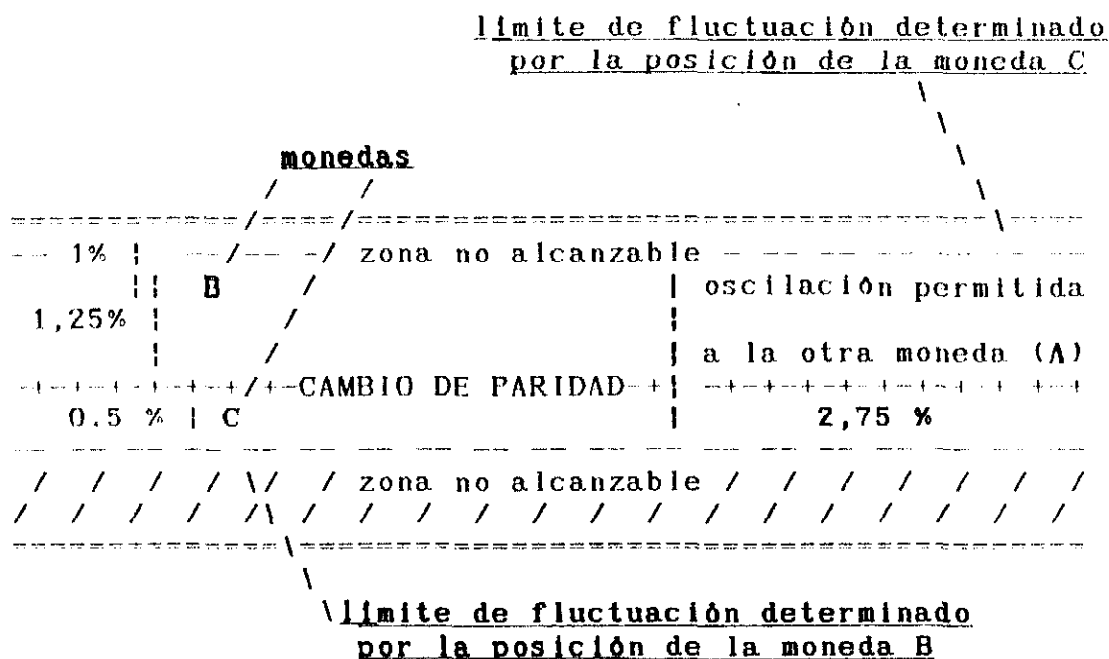 límite de fluctuación determinado
por la posición de la moneda C
monedas
1% zona no alcanzable
B oscilación permitida
1,25%
a la otra moneda (A)
CAMBIO DE PARIDAD
0.5 % C 2,75 %
zona no alcanzable
límite de fluctuación determinado
por la posición de la moneda B